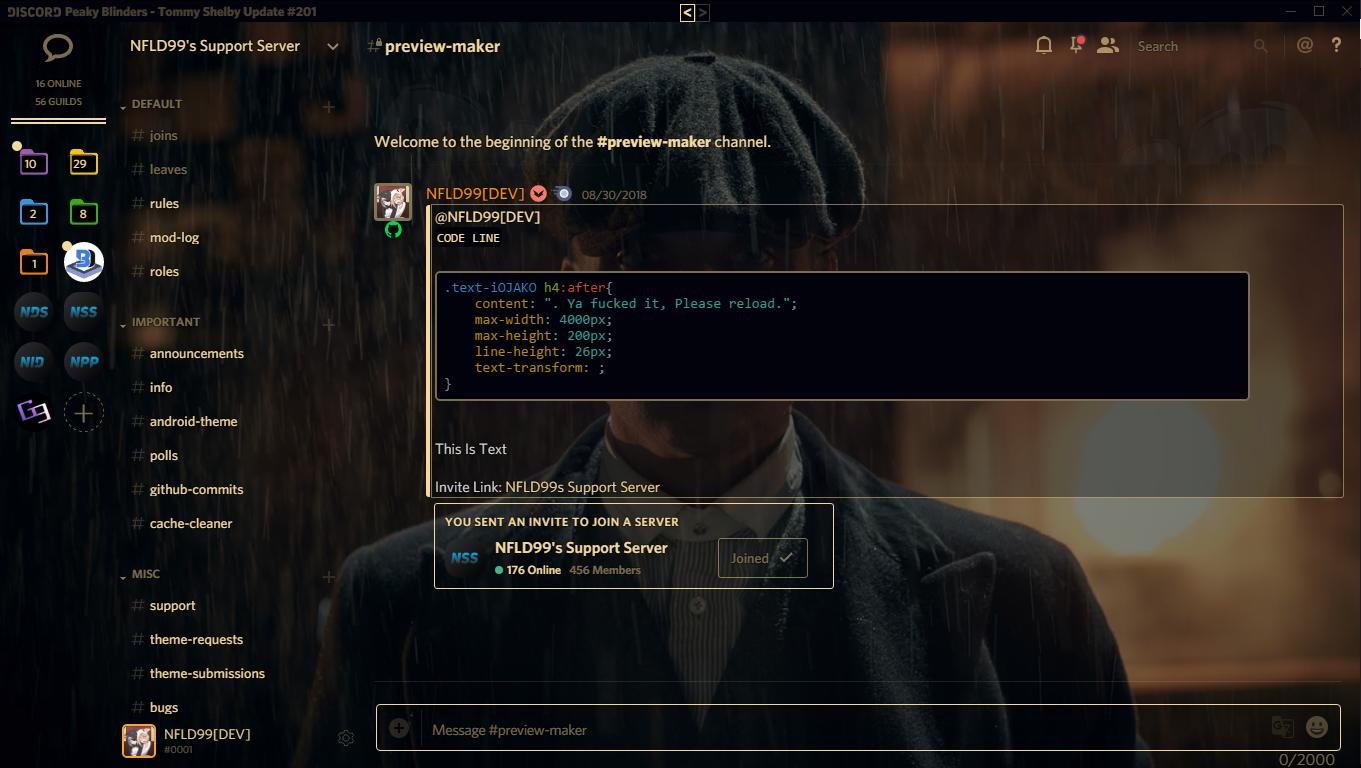 DISCORD Peaky Blinders - Tommy Shelby Update #201
< >
NFLD99's Support Server
#preview-maker
Search
@ ?
16 ONLINE
56 GUILDS
10
29
2
8
1
NDS
NSS
NID
NPP
DEFAULT
# joins
# leaves
# rules
# mod-log
# roles
IMPORTANT
# announcements
# info
# android-theme
# polls
# github-commits
# cache-cleaner
MISC
# support
# theme-requests
# theme-submissions
# bugs
NFLD99[DEV]
#0001
Welcome to the beginning of the #preview-maker channel.
NFLD99[DEV] 08/30/2018
@NFLD99[DEV]
CODE LINE
.text-iOJAKO h4:after{
content: ". Ya fucked it, Please reload.";
max-width: 4000px;
max-height: 200px;
line-height: 26px;
text-transform: ;
}
This Is Text
Invite Link: NFLD99s Support Server
YOU SENT AN INVITE TO JOIN A SERVER
NSS
NFLD99's Support Server
176 Online 456 Members
Joined
Message #preview-maker
0/2000